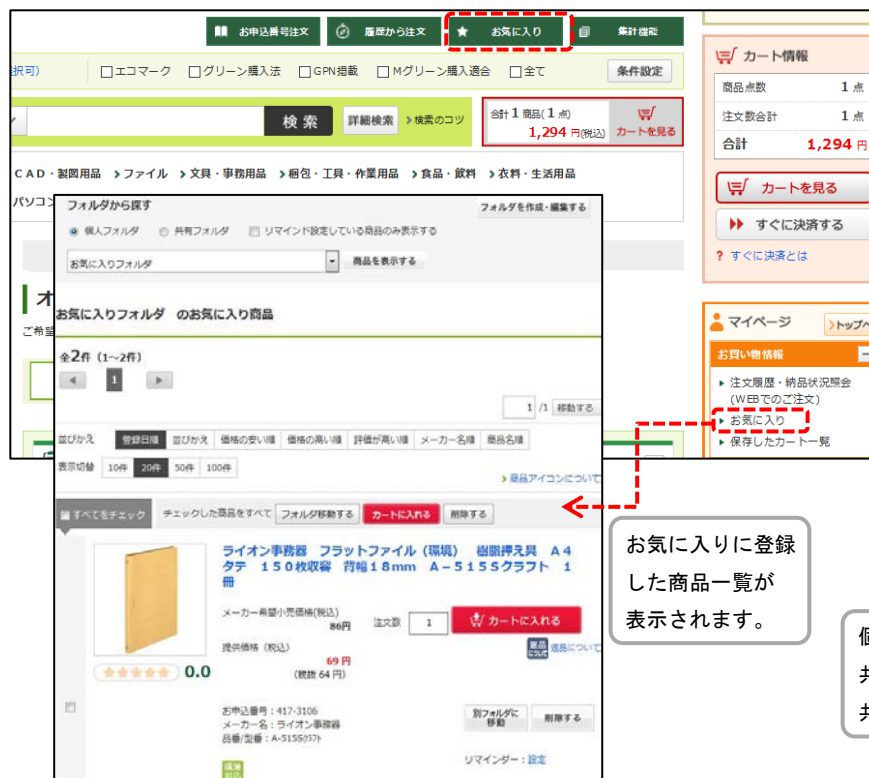 お申込番号注文 履歴から注文 お気に入り 集計機能
択可) エコマーク グリーン購入法 GPN掲載 Mグリーン購入適合 全て 条件設定
検索 詳細検索 検索のコツ
合計 1 商品( 1 点)
1,294 円(税込)
カートを見る
CAD・製図用品 ファイル 文具・事務用品 梱包・工具・作業用品 食品・飲料 衣料・生活用品
パソコン
オ
ご希望
カート情報
商品点数 1 点
注文数合計 1 点
合計 1,294 円
カートを見る
すぐに決済する
? すぐに決済とは
マイページ トップへ
お買い物情報
注文履歴・納品状況照会
(WEBでのご注文)
お気に入り
保存したカート一覧
フォルダから探す フォルダを作成・編集する
個人フォルダ 共有フォルダ リマインド設定している商品のみ表示する
お気に入りフォルダ 商品を表示する
お気に入りフォルダ のお気に入り商品
全2件 (1~2件)
1
1 /1 移動する
並びかえ 登録日順 並びかえ 価格の安い順 価格の高い順 評価が高い順 メーカー名順 商品名順
表示切替 10件 20件 50件 100件
商品アイコンについて
すべてをチェック チェックした商品をすべて フォルダ移動する カートに入れる 削除する
ライオン事務器 フラットファイル(環境) 樹脂押え具 A4
タテ 150枚収容 背幅18mm A-515Sクラフト 1
冊
メーカー希望小売価格(税込)
86円
注文数 1 カートに入れる
提供価格 (税込)
69 円
(税抜 64 円)
返品について
0.0
お申込番号:417-3106
メーカー名:ライオン事務器
品番/型番:A-515Sクラフト
別フォルダに
移動
削除する
リマインダー:設定
環境
対応
お気に入りに登録
した商品一覧が
表示されます。
個
共
共